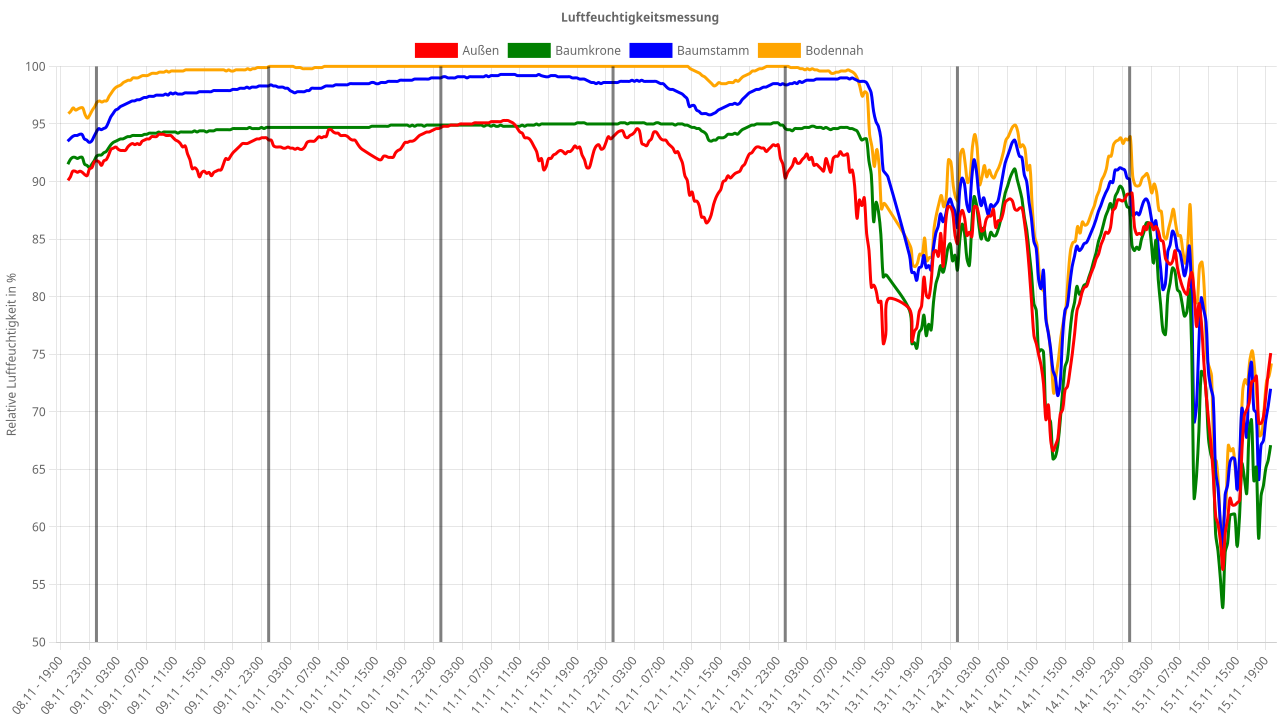 Luftfeuchtigkeitsmessung
Außen
Baumkrone
Baumstamm
Bodennah
Relative Luftfeuchtigkeit in %
100
95
90
85
80
75
70
65
60
55
50
08.11 - 19:00
08.11 - 23:00
09.11 - 03:00
09.11 - 07:00
09.11 - 11:00
09.11 - 15:00
09.11 - 19:00
09.11 - 23:00
10.11 - 03:00
10.11 - 07:00
10.11 - 11:00
10.11 - 15:00
10.11 - 19:00
10.11 - 23:00
11.11 - 03:00
11.11 - 07:00
11.11 - 11:00
11.11 - 15:00
11.11 - 19:00
11.11 - 23:00
12.11 - 03:00
12.11 - 07:00
12.11 - 11:00
12.11 - 15:00
12.11 - 19:00
12.11 - 23:00
13.11 - 03:00
13.11 - 07:00
13.11 - 11:00
13.11 - 15:00
13.11 - 19:00
13.11 - 23:00
14.11 - 03:00
14.11 - 07:00
14.11 - 11:00
14.11 - 15:00
14.11 - 19:00
14.11 - 23:00
15.11 - 03:00
15.11 - 07:00
15.11 - 11:00
15.11 - 15:00
15.11 - 19:00